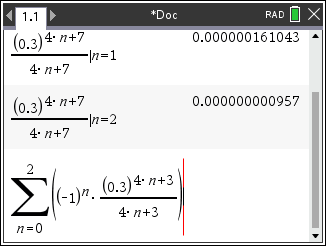 1.1 *Doc RAD
(0.3)^(4·n+7)/(4·n+7)|n=1 0.000000161043
(0.3)^(4·n+7)/(4·n+7)|n=2 0.000000000957
∑_(n=0)^2((-1)^n·(0.3)^(4·n+3)/(4·n+3))